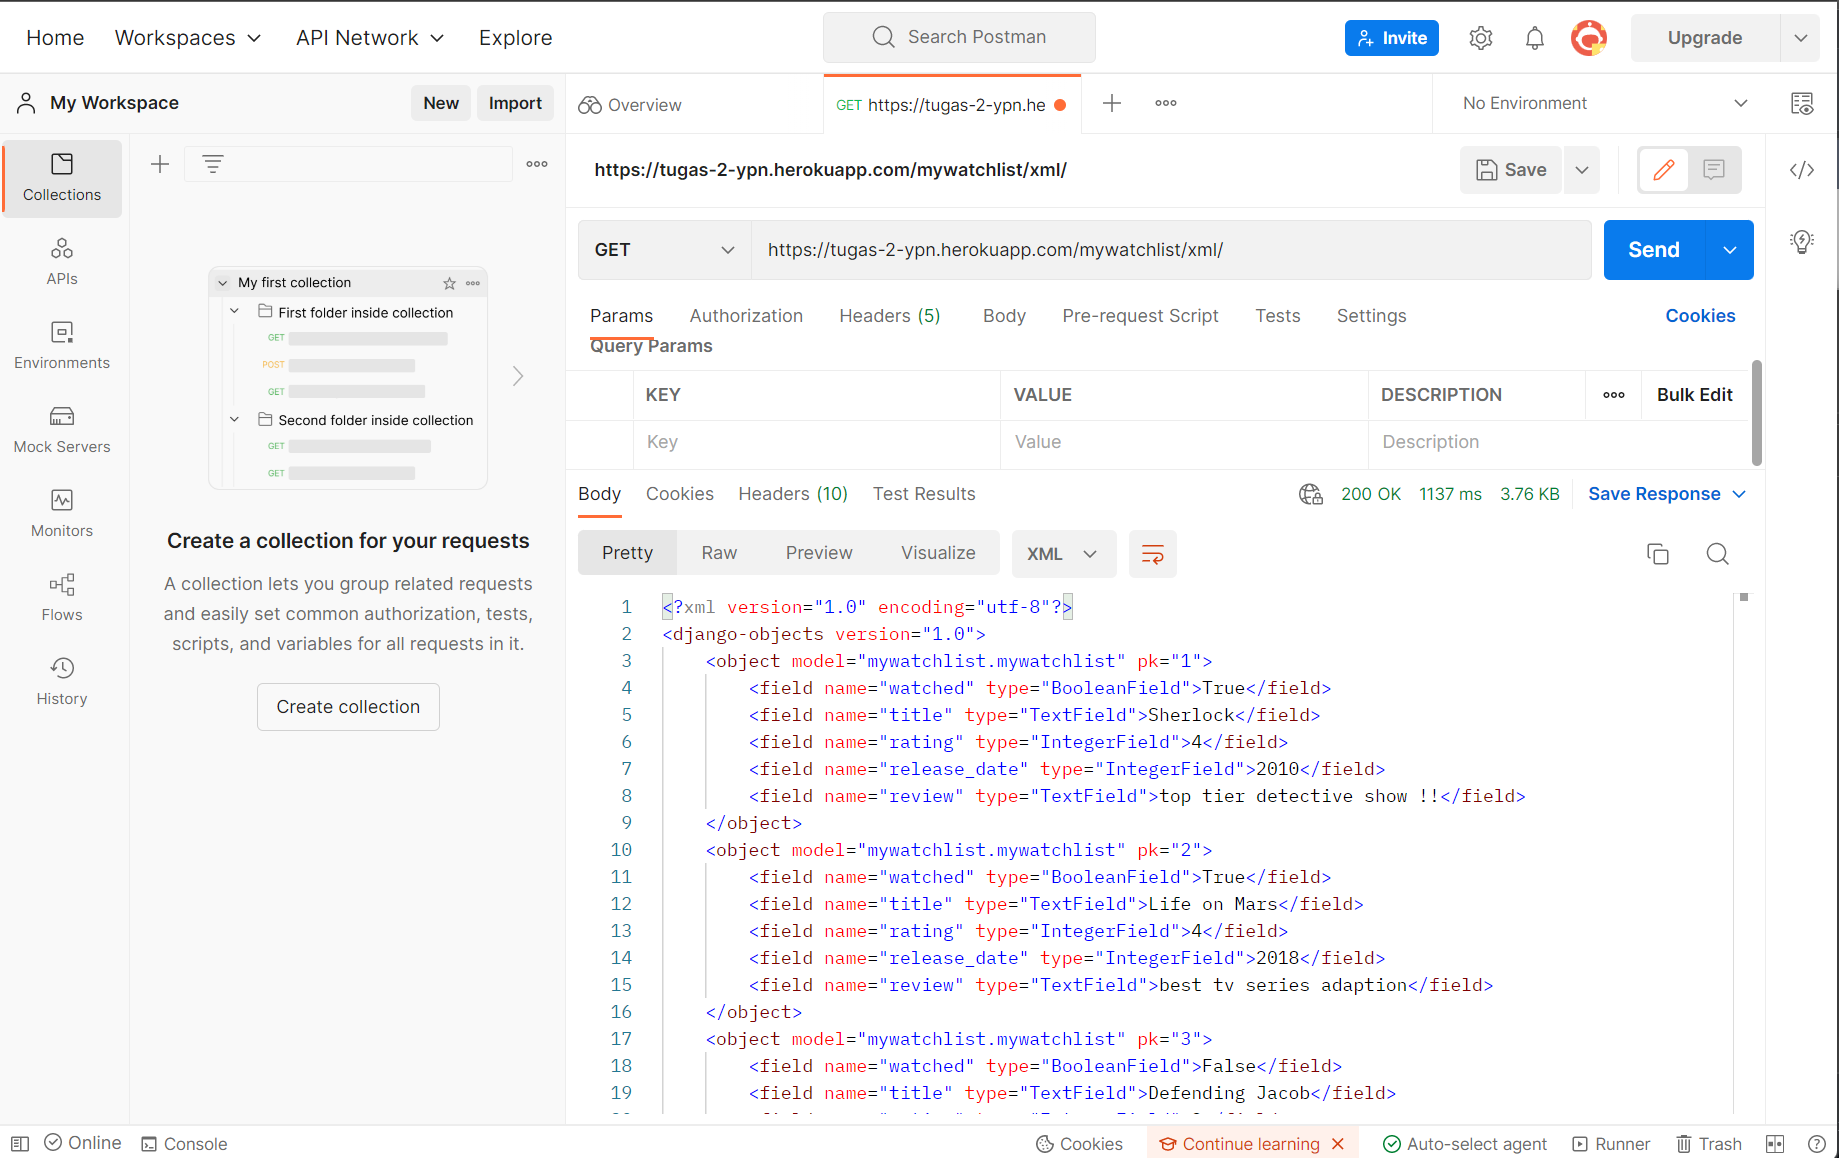 Home Workspaces API Network Explore Search Postman Invite Upgrade
My Workspace New Import
Overview GET https://tugas-2-ypn.he No Environment
Collections
APIs
Environments
Mock Servers
Monitors
Flows
History
My first collection
First folder inside collection
GET
POST
GET
Second folder inside collection
GET
GET
Create a collection for your requests
A collection lets you group related requests
and easily set common authorization, tests,
scripts, and variables for all requests in it.
Create collection
https://tugas-2-ypn.herokuapp.com/mywatchlist/xml/ Save
GET https://tugas-2-ypn.herokuapp.com/mywatchlist/xml/ Send
Params Authorization Headers (5) Body Pre-request Script Tests Settings Cookies
Query Params
KEY VALUE DESCRIPTION Bulk Edit
Key Value Description
Body Cookies Headers (10) Test Results 200 OK 1137 ms 3.76 KB Save Response
Pretty Raw Preview Visualize XML
1 <?xml version="1.0" encoding="utf-8"?>
2 <django-objects version="1.0">
3 <object model="mywatchlist.mywatchlist" pk="1">
4 <field name="watched" type="BooleanField">True</field>
5 <field name="title" type="TextField">Sherlock</field>
6 <field name="rating" type="IntegerField">4</field>
7 <field name="release_date" type="IntegerField">2010</field>
8 <field name="review" type="TextField">top tier detective show !!</field>
9 </object>
10 <object model="mywatchlist.mywatchlist" pk="2">
11 <field name="watched" type="BooleanField">True</field>
12 <field name="title" type="TextField">Life on Mars</field>
13 <field name="rating" type="IntegerField">4</field>
14 <field name="release_date" type="IntegerField">2018</field>
15 <field name="review" type="TextField">best tv series adaption</field>
16 </object>
17 <object model="mywatchlist.mywatchlist" pk="3">
18 <field name="watched" type="BooleanField">False</field>
19 <field name="title" type="TextField">Defending Jacob</field>
Online Console Cookies Continue learning Auto-select agent Runner Trash